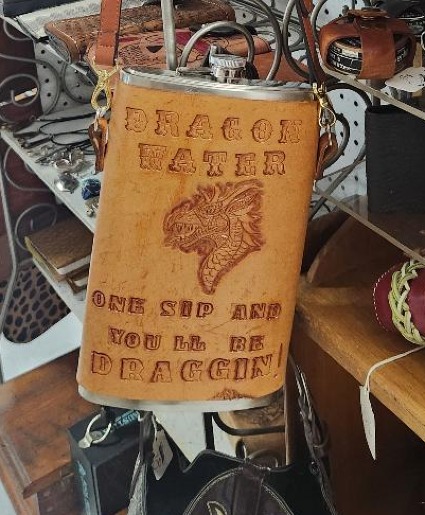 DRAGON
WATER
ONE SIP AND
YOU LL BE
DRAGGIN!